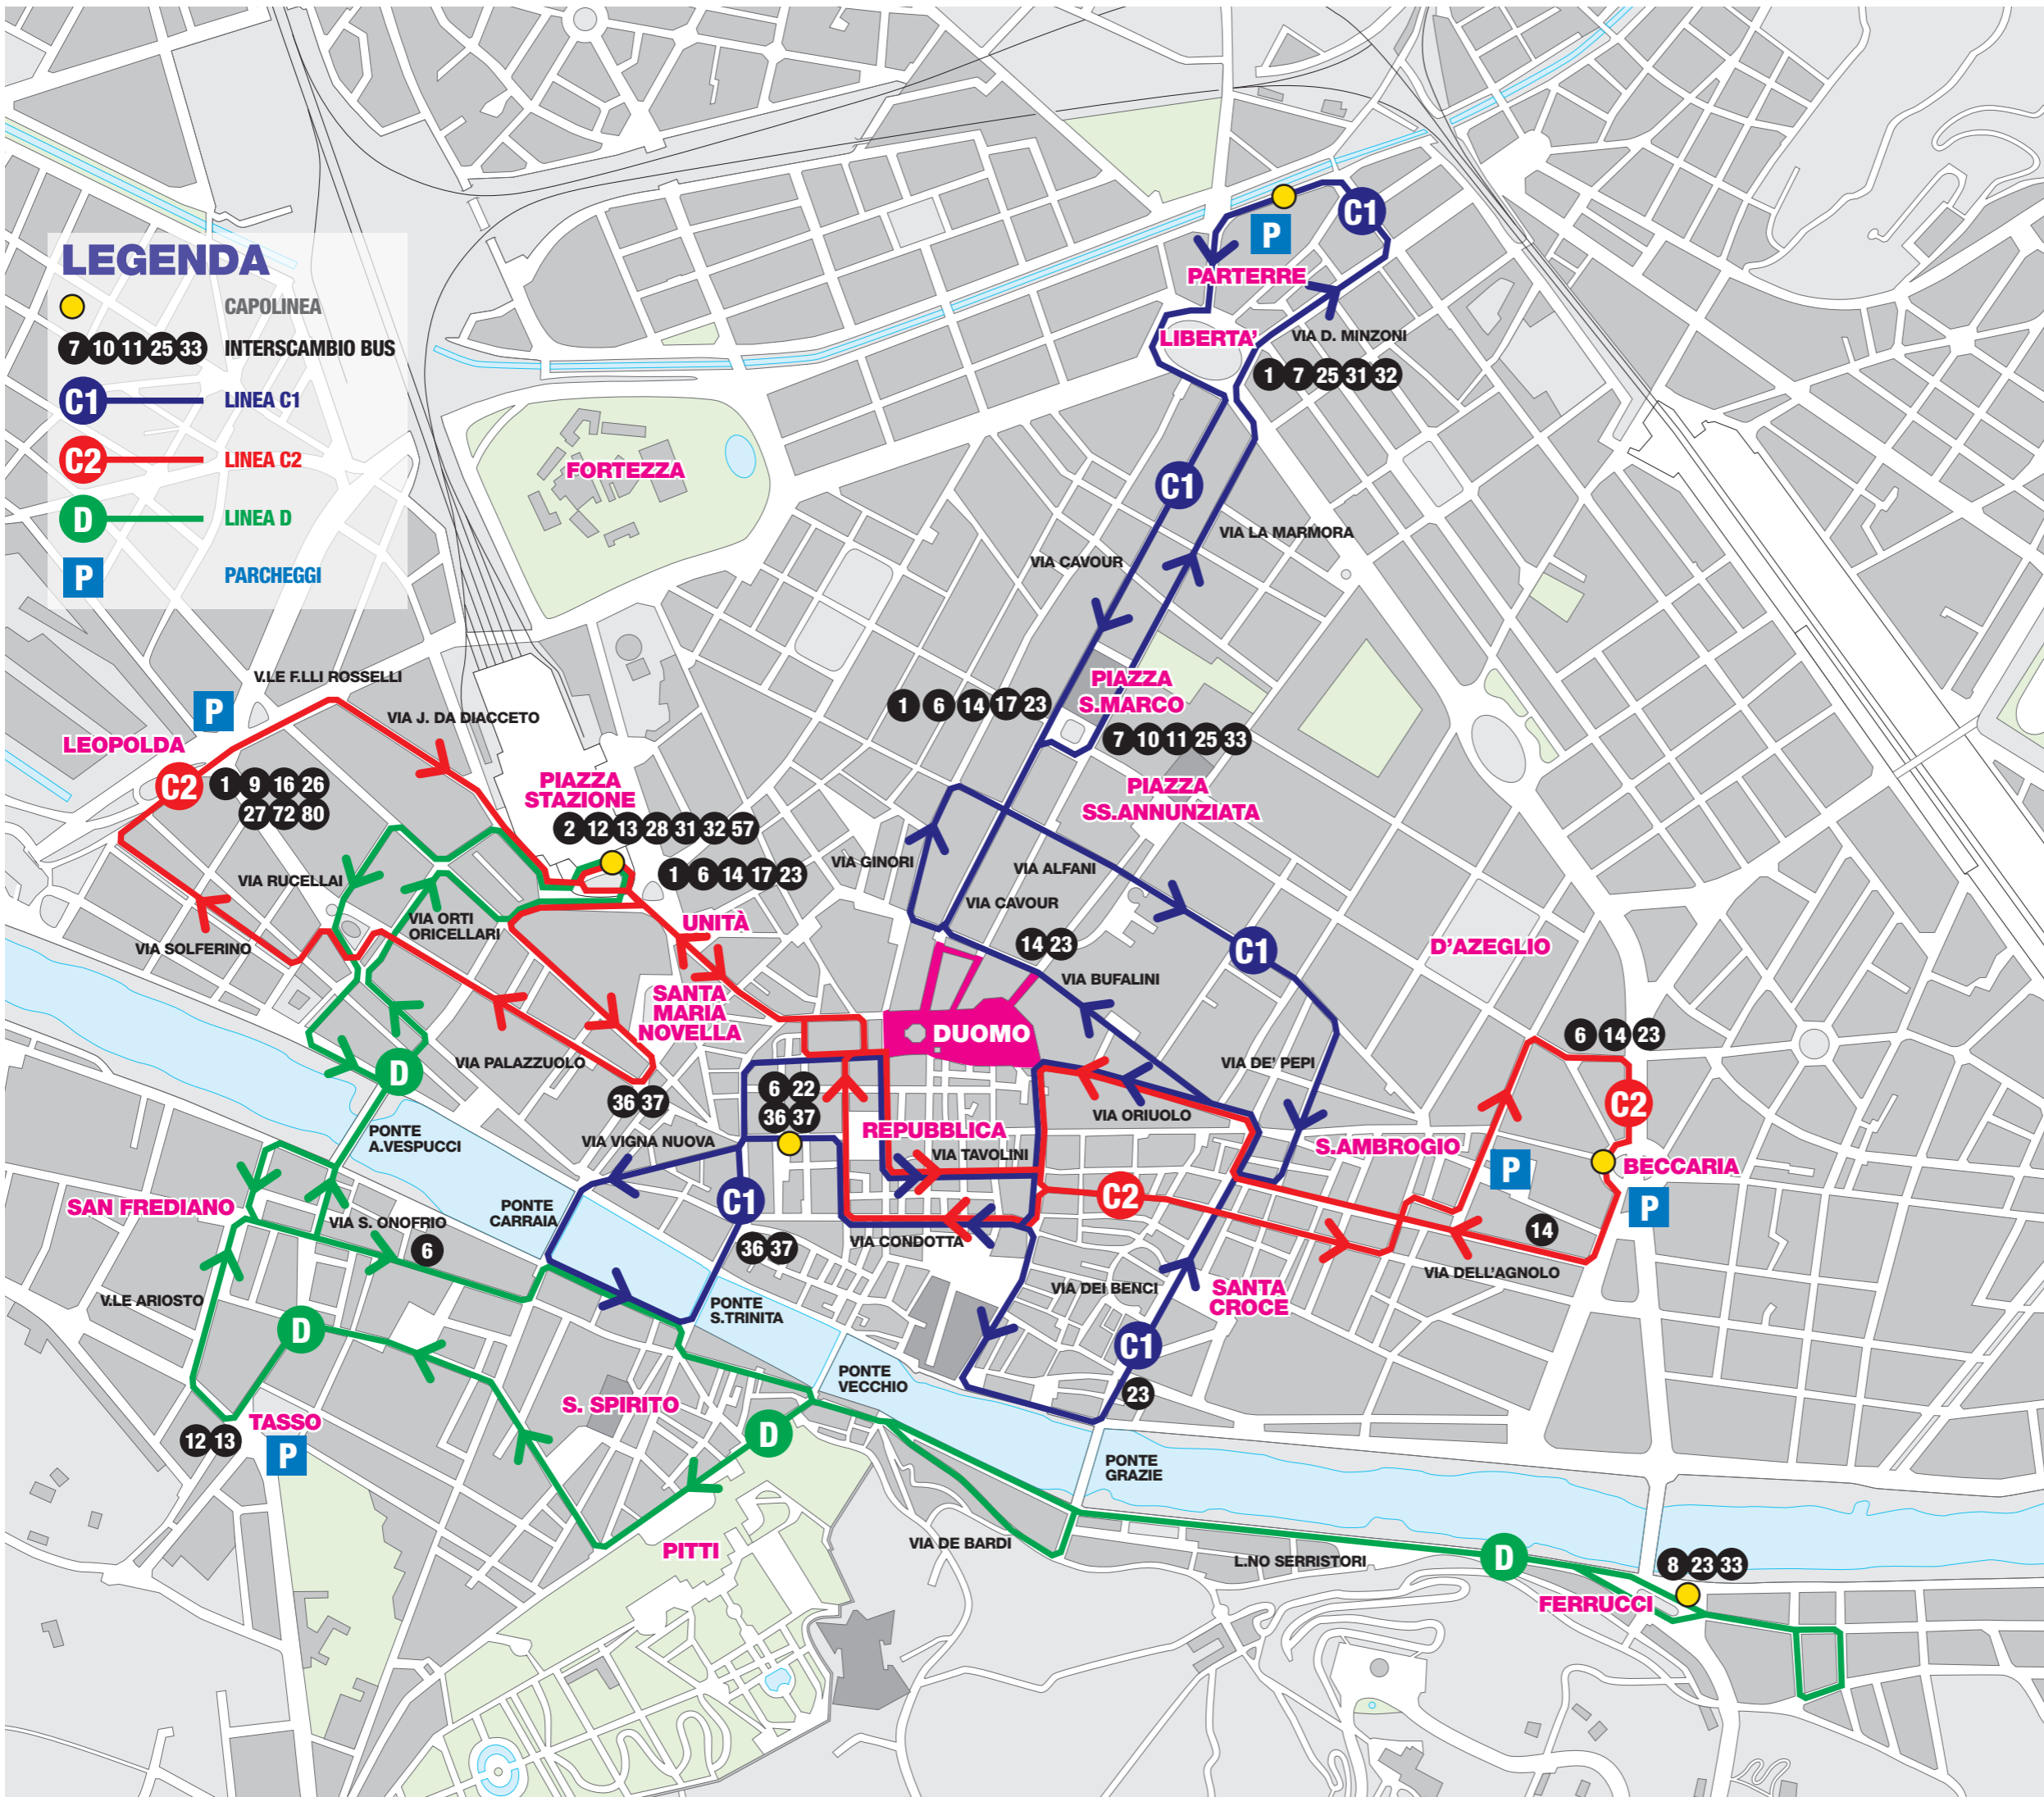 LEGENDA
CAPOLINEA
7 10 11 25 33 INTERSCAMBIO BUS
C1 LINEA C1
C2 LINEA C2
D LINEA D
P PARCHEGGI
C1
P
PARTERRE
LIBERTA'
VIA D. MINZONI
1 7 25 31 32
FORTEZZA
C1
VIA LA MARMORA
VIA CAVOUR
V.LE F.LLI ROSSELLI
P
VIA J. DA DIACCETO
LEOPOLDA
C2
1 9 16 26
27 72 80
PIAZZA
STAZIONE
2 12 13 28 31 32 57
1 6 14 17 23
1 6 14 17 23
PIAZZA
S.MARCO
7 10 11 25 33
PIAZZA
SS.ANNUNZIATA
VIA GINORI
VIA ALFANI
VIA CAVOUR
VIA RUCELLAI
VIA ORTI
ORICELLARI
VIA SOLFERINO
UNITÀ
14 23
C1
D'AZEGLIO
VIA BUFALINI
SANTA
MARIA
NOVELLA
DUOMO
6 14 23
VIA PALAZZUOLO
D
36 37
6 22
36 37
VIA DE' PEPI
C2
VIA ORIUOLO
PONTE
A.VESPUCCI
VIA VIGNA NUOVA
REPUBBLICA
VIA TAVOLINI
S.AMBROGIO
P
BECCARIA
P
SAN FREDIANO
VIA S. ONOFRIO
6
PONTE
CARRAIA
C1
36 37
C2
VIA CONDOTTA
14
VIA DELL'AGNOLO
V.LE ARIOSTO
D
PONTE
S.TRINITA
VIA DEI BENCI
SANTA
CROCE
C1
23
PONTE
VECCHIO
S. SPIRITO
TASSO
12 13
P
D
PONTE
GRAZIE
PITTI
VIA DE BARDI
L.NO SERRISTORI
D
8 23 33
FERRUCCI